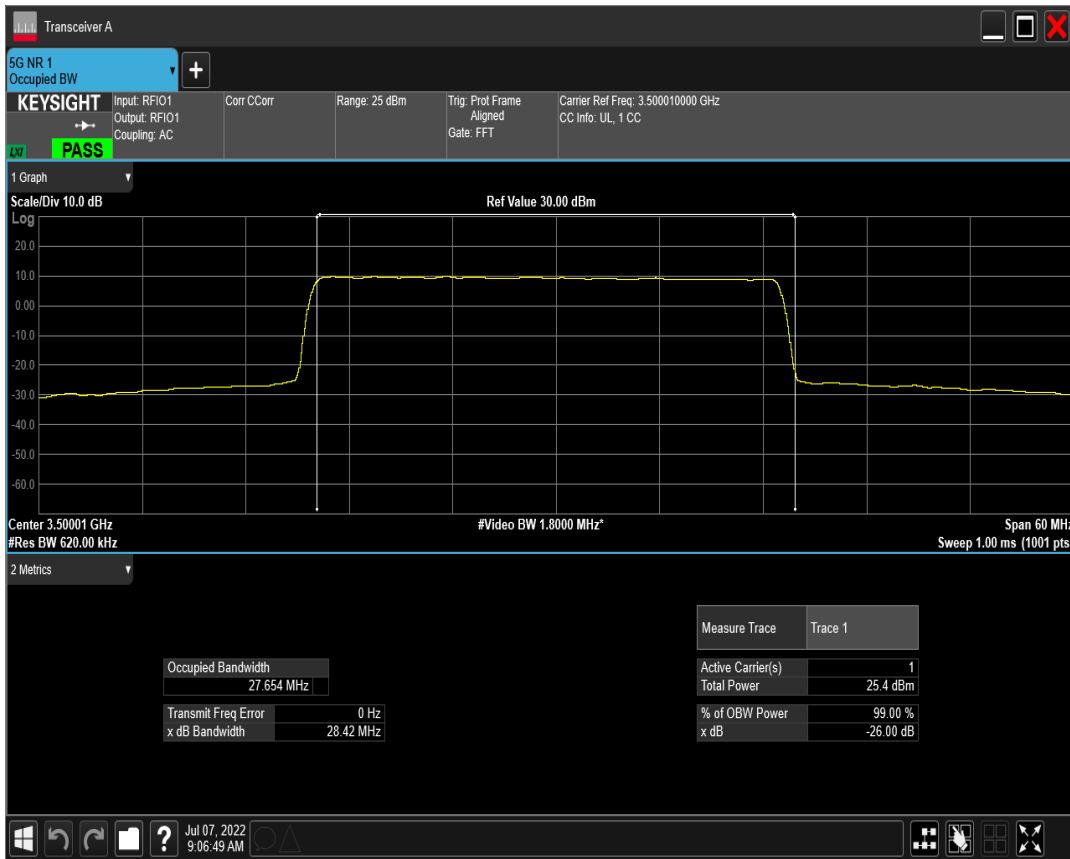 Transceiver A
5G NR 1
Occupied BW
KEYSIGHT
LXI
PASS
Input: RFIO1
Output: RFIO1
Coupling: AC
Corr CCorr
Range: 25 dBm
Trig: Prot Frame
Aligned
Gate: FFT
Carrier Ref Freq: 3.500010000 GHz
CC Info: UL, 1 CC
1 Graph
Scale/Div 10.0 dB
Ref Value 30.00 dBm
Log
20.0
10.0
0.00
-10.0
-20.0
-30.0
-40.0
-50.0
-60.0
Center 3.50001 GHz
#Video BW 1.8000 MHz*
Span 60 MHz
#Res BW 620.00 kHz
Sweep 1.00 ms (1001 pts
2 Metrics
Measure Trace Trace 1
Occupied Bandwidth
27.654 MHz
Active Carrier(s) 1
Total Power 25.4 dBm
Transmit Freq Error 0 Hz
x dB Bandwidth 28.42 MHz
% of OBW Power 99.00 %
x dB -26.00 dB
?
Jul 07, 2022
9:06:49 AM